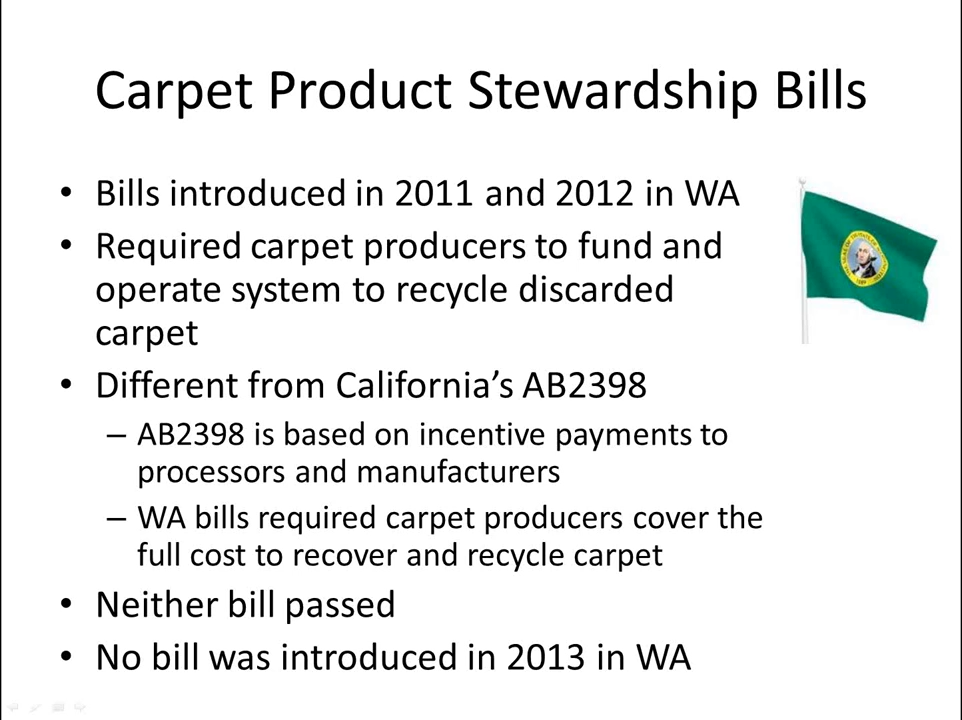 Carpet Product Stewardship Bills
• Bills introduced in 2011 and 2012 in WA
• Required carpet producers to fund and
operate system to recycle discarded
carpet
• Different from California’s AB2398
– AB2398 is based on incentive payments to
processors and manufacturers
– WA bills required carpet producers cover the
full cost to recover and recycle carpet
• Neither bill passed
• No bill was introduced in 2013 in WA